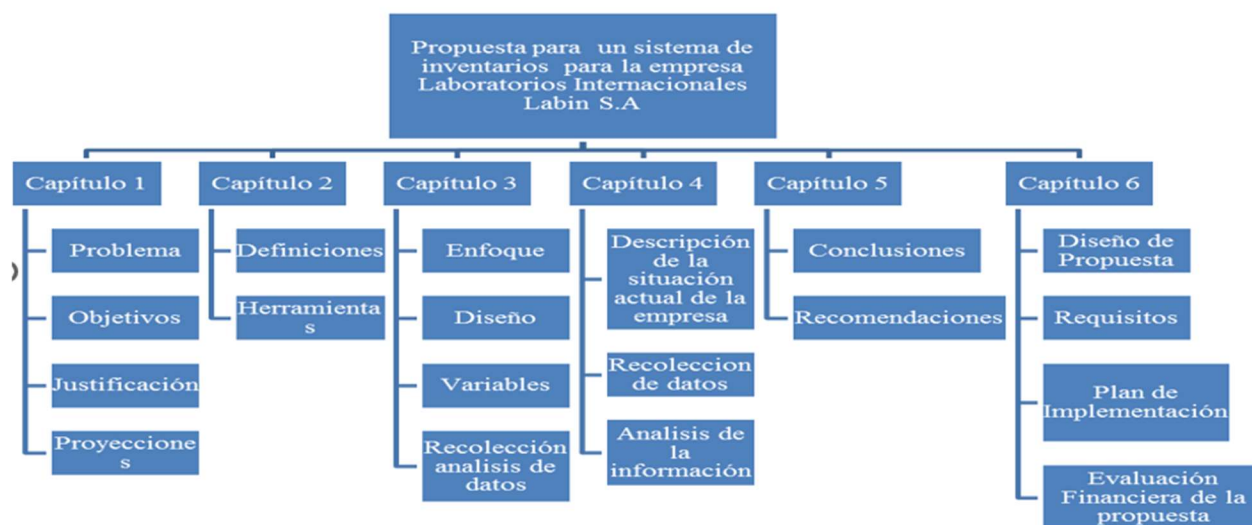 Propuesta para un sistema de
inventarios para la empresa
Laboratorios Internacionales
Labin S.A
Capítulo 1
Problema
Objetivos
Justificación
Proyeccione
s
Capítulo 2
Definiciones
Herramienta
s
Capítulo 3
Enfoque
Diseño
Variables
Recolección
analisis de
datos
Capítulo 4
Descripción
de la
situación
actual de la
empresa
Recoleccion
de datos
Analisis de
la
información
Capítulo 5
Conclusiones
Recomendaciones
Capítulo 6
Diseño de
Propuesta
Requisitos
Plan de
Implementación
Evaluación
Financiera de la
propuesta